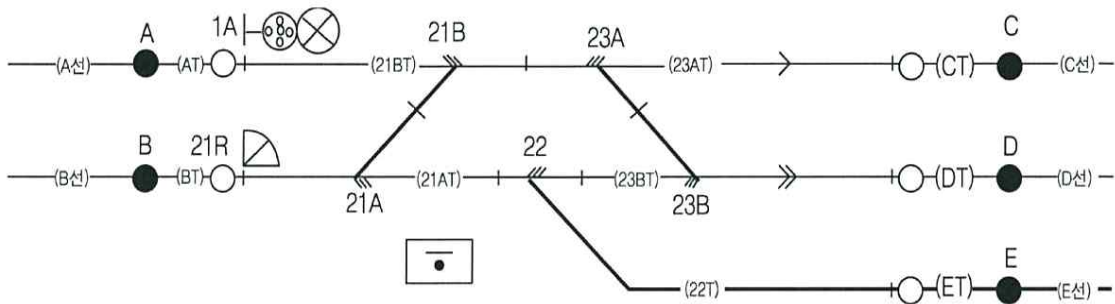 A 1A 21B 23A C
(A선) (AT) (21BT) (23AT) (CT) (C선)
B 21R 22 D
(B선) (BT) (21AT) (23BT) (DT) (D선)
21A 23B
E
(22T) (ET) (E선)